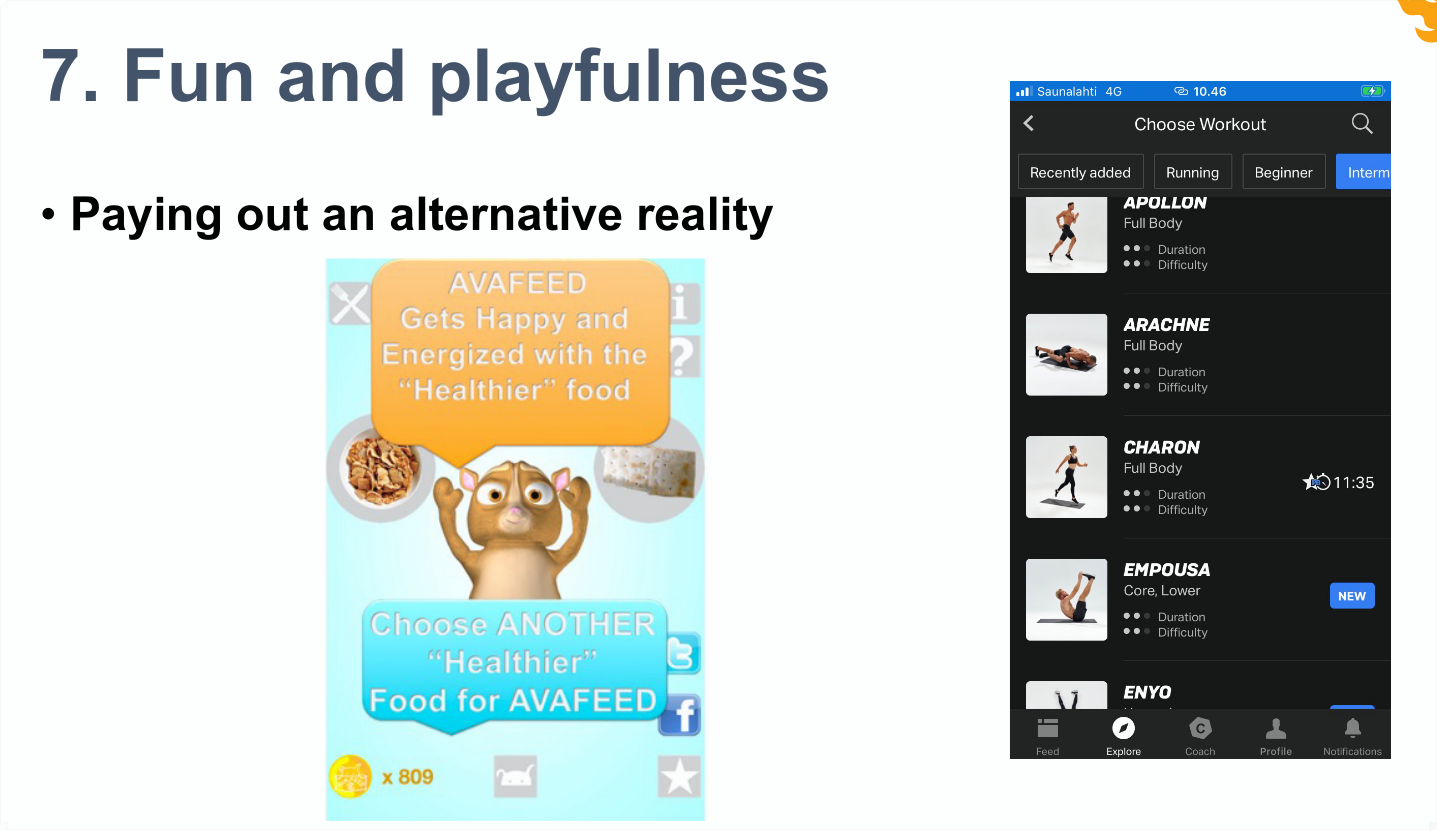 7. Fun and playfulness
• Paying out an alternative reality
AVAFEED
Gets Happy and
Energized with the
“Healthier” food
Choose ANOTHER
“Healthier”
Food for AVAFEED
x 809
Saunalahti 4G 10.46
Choose Workout
Recently added Running Beginner Interm
APOLLON
Full Body
Duration
Difficulty
ARACHNE
Full Body
Duration
Difficulty
CHARON
Full Body
11:35
Duration
Difficulty
EMPOUSA
Core, Lower
NEW
Duration
Difficulty
ENYO
Feed Explore Coach Profile Notifications